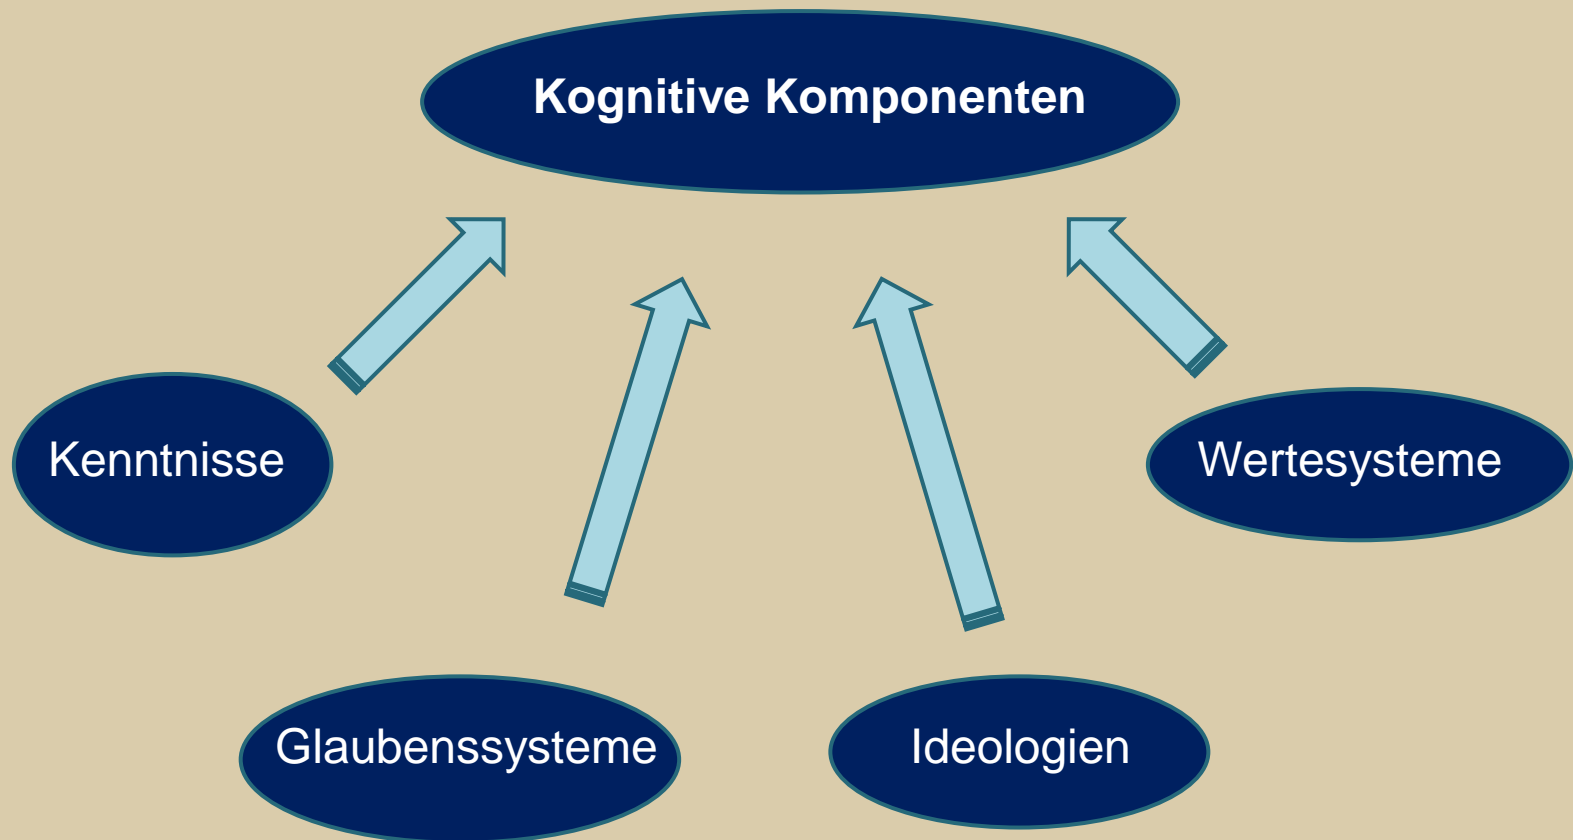 Kognitive Komponenten
Kenntnisse
Wertesysteme
Glaubenssysteme
Ideologien